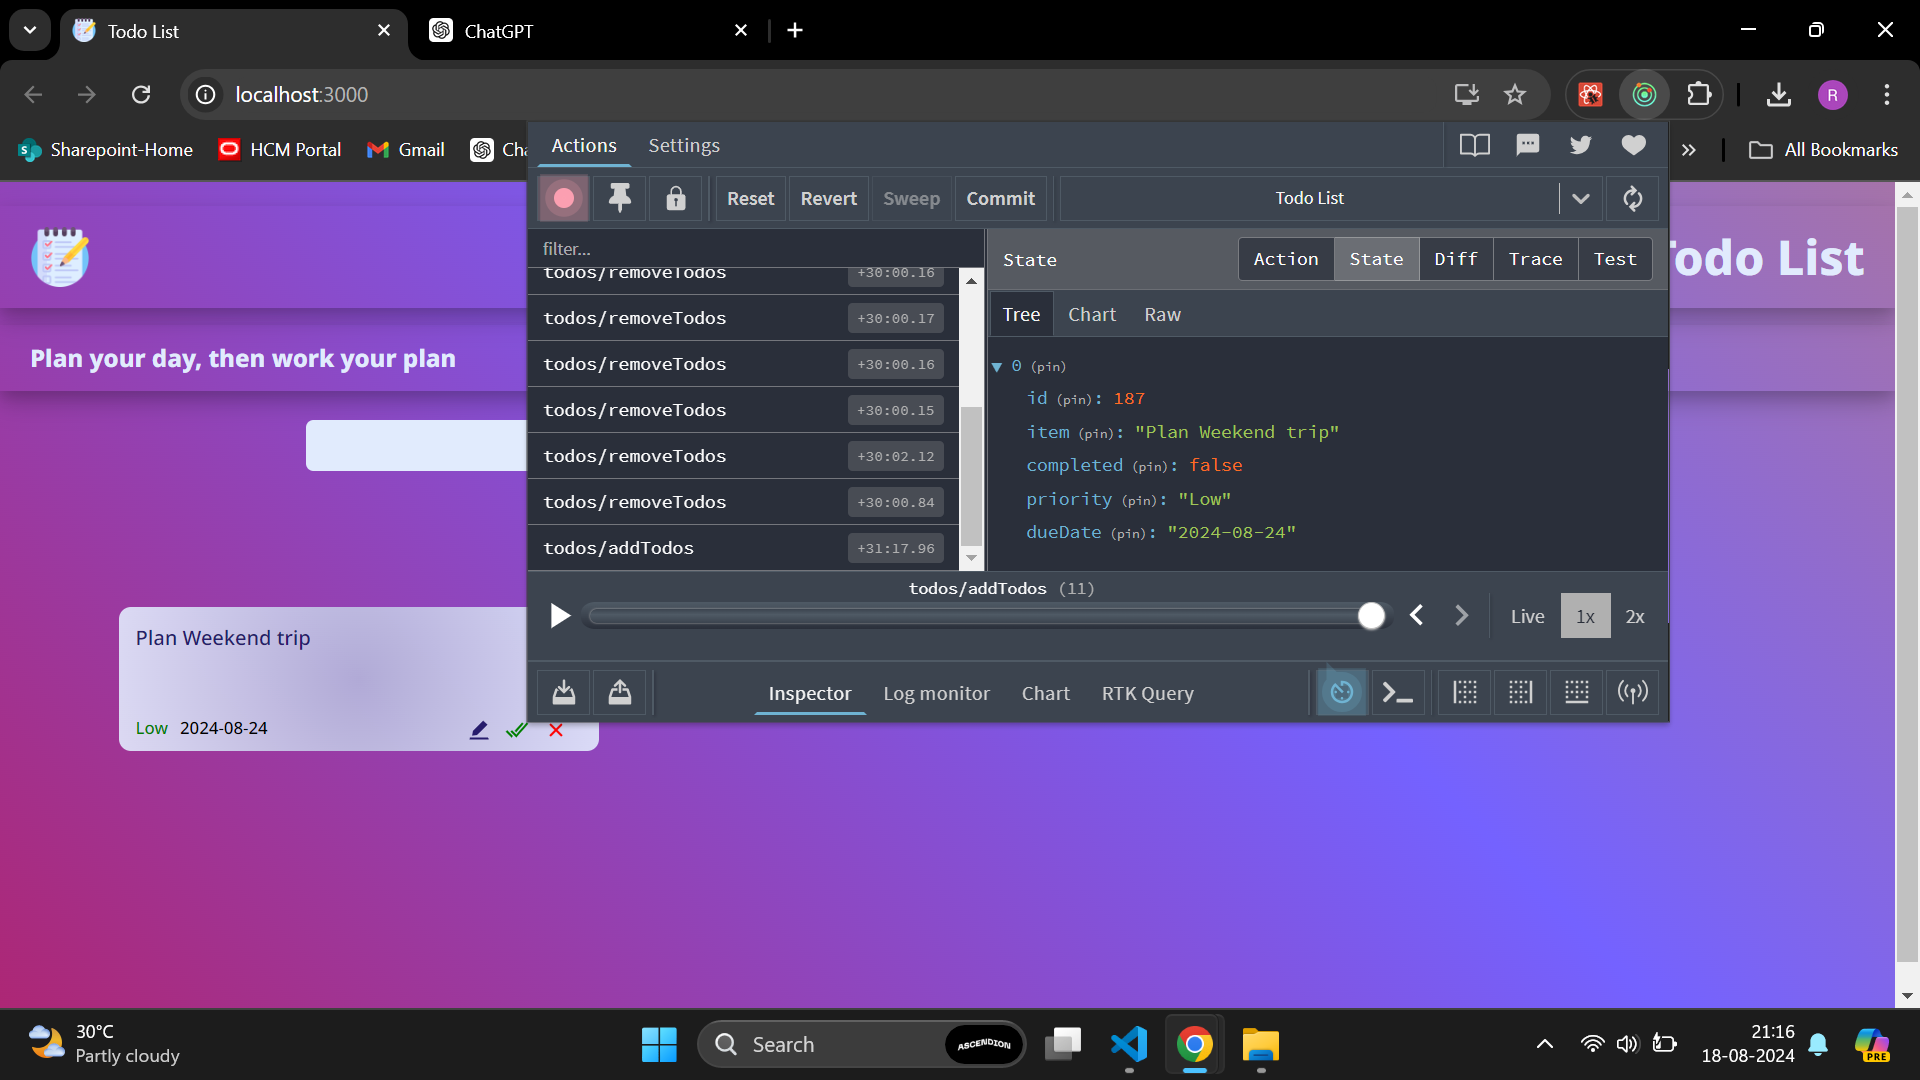 Todo List
ChatGPT
localhost:3000
R
S
Sharepoint-Home
HCM Portal
Gmail
Cha
All Bookmarks
Actions
Settings
Reset
Revert
Sweep
Commit
Todo List
filter...
State
Action
State
Diff
Trace
Test
Tree
Chart
Raw
todos/removeTodos +30:00.16
todos/removeTodos +30:00.17
todos/removeTodos +30:00.16
todos/removeTodos +30:00.15
todos/removeTodos +30:02.12
todos/removeTodos +30:00.84
todos/addTodos +31:17.96
0 (pin)
id (pin): 187
item (pin): "Plan Weekend trip"
completed (pin): false
priority (pin): "Low"
dueDate (pin): "2024-08-24"
todos/addTodos (11)
Live
1x
2x
Inspector
Log monitor
Chart
RTK Query
Todo List
Plan your day, then work your plan
Plan Weekend trip
Low 2024-08-24
30°C
Partly cloudy
Search
ASCENDION
21:16
18-08-2024
PRE